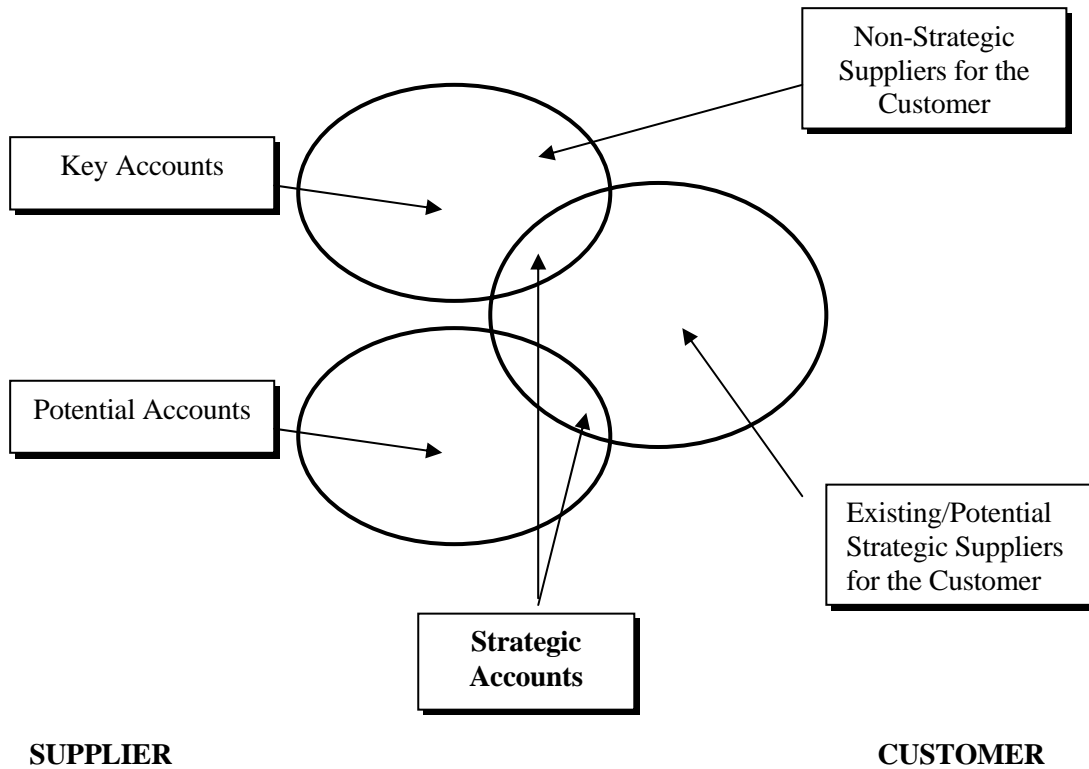 Non-Strategic
Suppliers for the
Customer
Key Accounts
Potential Accounts
Existing/Potential
Strategic Suppliers
for the Customer
Strategic
Accounts
SUPPLIER
CUSTOMER